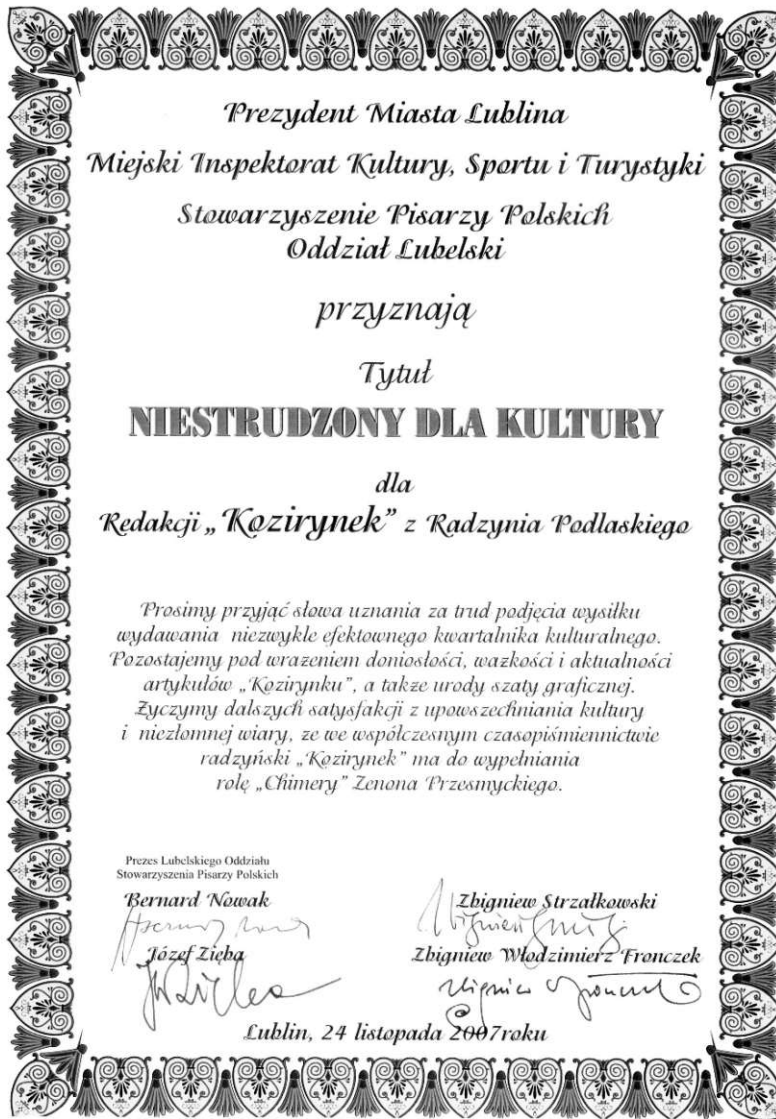 Prezydent Miasta Lublina
Miejski Inspektorat Kultury, Sportu i Turystyki
Stowarzyszenie Pisarzy Polskich
Oddział Lubelski
przyznają
Tytuł
NIESTRUDZONY DLA KULTURY
dla
Redakcji „Kozirynek” z Radzynia Podlaskiego
Prosimy przyjąć słowa uznania za trud podjęcia wysiłku
wydawania niezwykle efektownego kwartalnika kulturalnego.
Pozostajemy pod wrażeniem doniosłości, ważkości i aktualności
artykułów „Kozirynku”, a także urody szaty graficznej.
Życzymy dalszych satysfakcji z upowszechniania kultury
i niezłomnej wiary, ze we współczesnym czasopiśmiennictwie
radzyński „Kozirynek” ma do wypełniania
rolę „Chimery” Zenona Przesmyckiego.
Prezes Lubelskiego Oddziału
Stowarzyszenia Pisarzy Polskich
Bernard Nowak
Zbigniew Strzałkowski
Józef Zięba
Zbigniew Włodzimierz Fronczek
Lublin, 24 listopada 2007roku